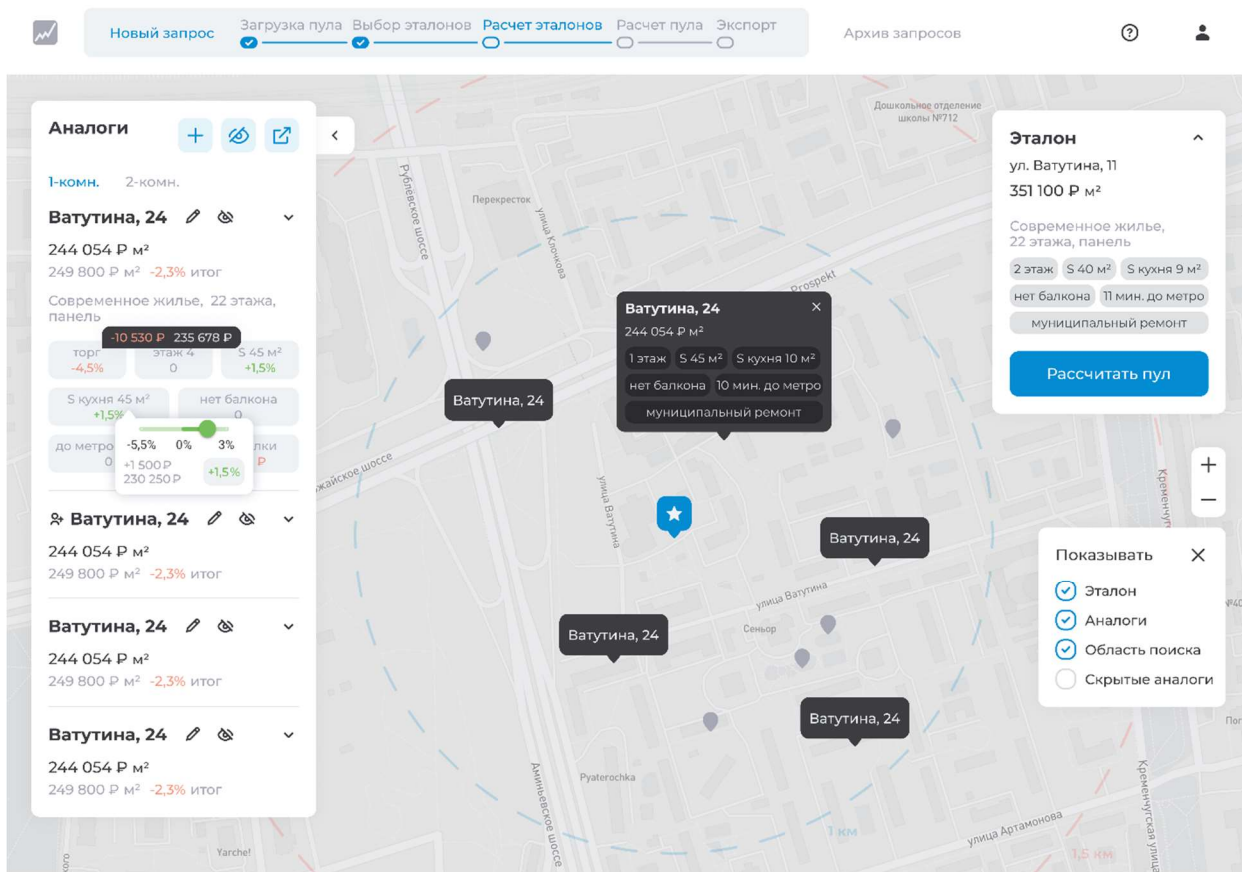 Новый запрос
Загрузка пула
Выбор эталонов
Расчет эталонов
Расчет пула
Экспорт
Архив запросов
Аналоги
1-комн.
2-комн.
Ватутина, 24
244 054 ₽ м²
249 800 ₽ м² -2,3% итог
Современное жилье, 22 этажа,
панель
-10 530 ₽ 235 678 ₽
торг
-4,5%
этаж 4
0
S 45 м²
+1,5%
S кухня 45 м²
+1,5%
нет балкона
0
до метро
0
₽
-5,5% 0% 3%
+1 500 ₽
230 250 ₽
+1,5%
Ватутина, 24
244 054 ₽ м²
249 800 ₽ м² -2,3% итог
Ватутина, 24
244 054 ₽ м²
249 800 ₽ м² -2,3% итог
Ватутина, 24
244 054 ₽ м²
249 800 ₽ м² -2,3% итог
Дошкольное отделение
школы №712
Рублёвское шоссе
Перекресток
улица Клочкова
Prospekt
Ватутина, 24
244 054 ₽ м²
1 этаж S 45 м² S кухня 10 м²
нет балкона 10 мин. до метро
муниципальный ремонт
Ватутина, 24
улица Ватутина
Ватутина, 24
улица Ватутина
Сеньор
Ватутина, 24
Ватутина, 24
Pyaterochka
Аминьевское шоссе
Yarche!
1 км
улица Артамонова
1,5 км
Кременчугская улица
Эталон
ул. Ватутина, 11
351 100 ₽ м²
Современное жилье,
22 этажа, панель
2 этаж S 40 м² S кухня 9 м²
нет балкона 11 мин. до метро
муниципальный ремонт
Рассчитать пул
Показывать
Эталон
Аналоги
Область поиска
Скрытые аналоги